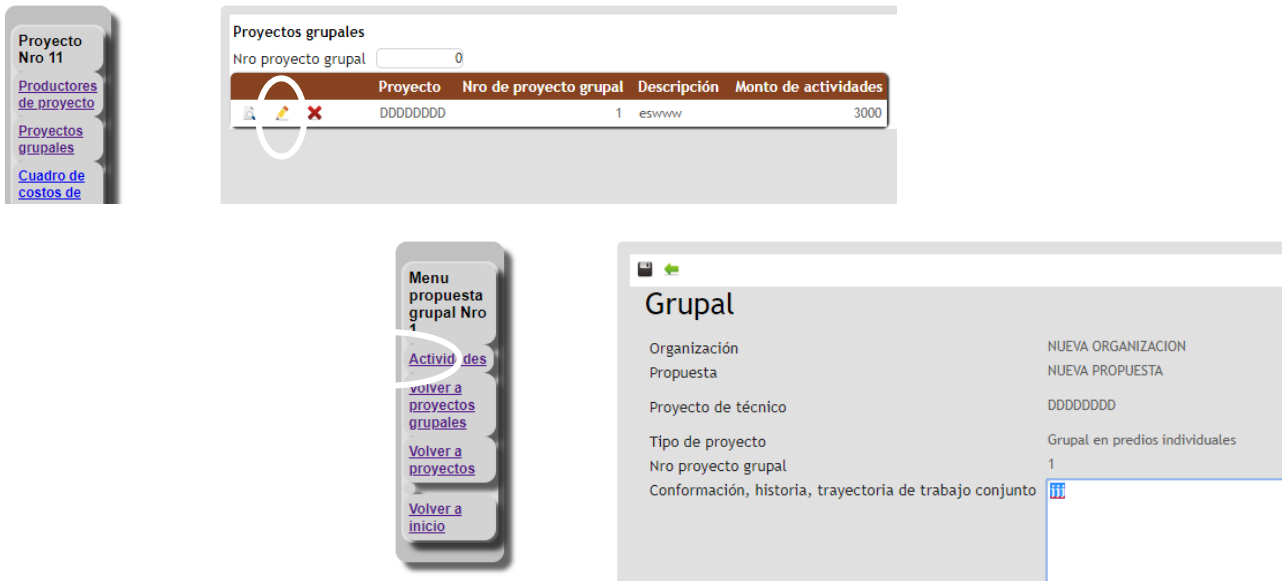 Proyecto
Nro 11
Productores
de proyecto
Proyectos
grupales
Cuadro de
costos de
Proyectos grupales
Nro proyecto grupal 0
Proyecto Nro de proyecto grupal Descripción Monto de actividades
DDDDDDDD 1 eswww 3000
Menu
propuesta
grupal Nro
1
Actividades
Volver a
proyectos
grupales
Volver a
proyectos
Volver a
inicio
Grupal
Organización NUEVA ORGANIZACION
Propuesta NUEVA PROPUESTA
Proyecto de técnico DDDDDDDD
Tipo de proyecto Grupal en predios individuales
Nro proyecto grupal 1
Conformación, historia, trayectoria de trabajo conjunto jjj